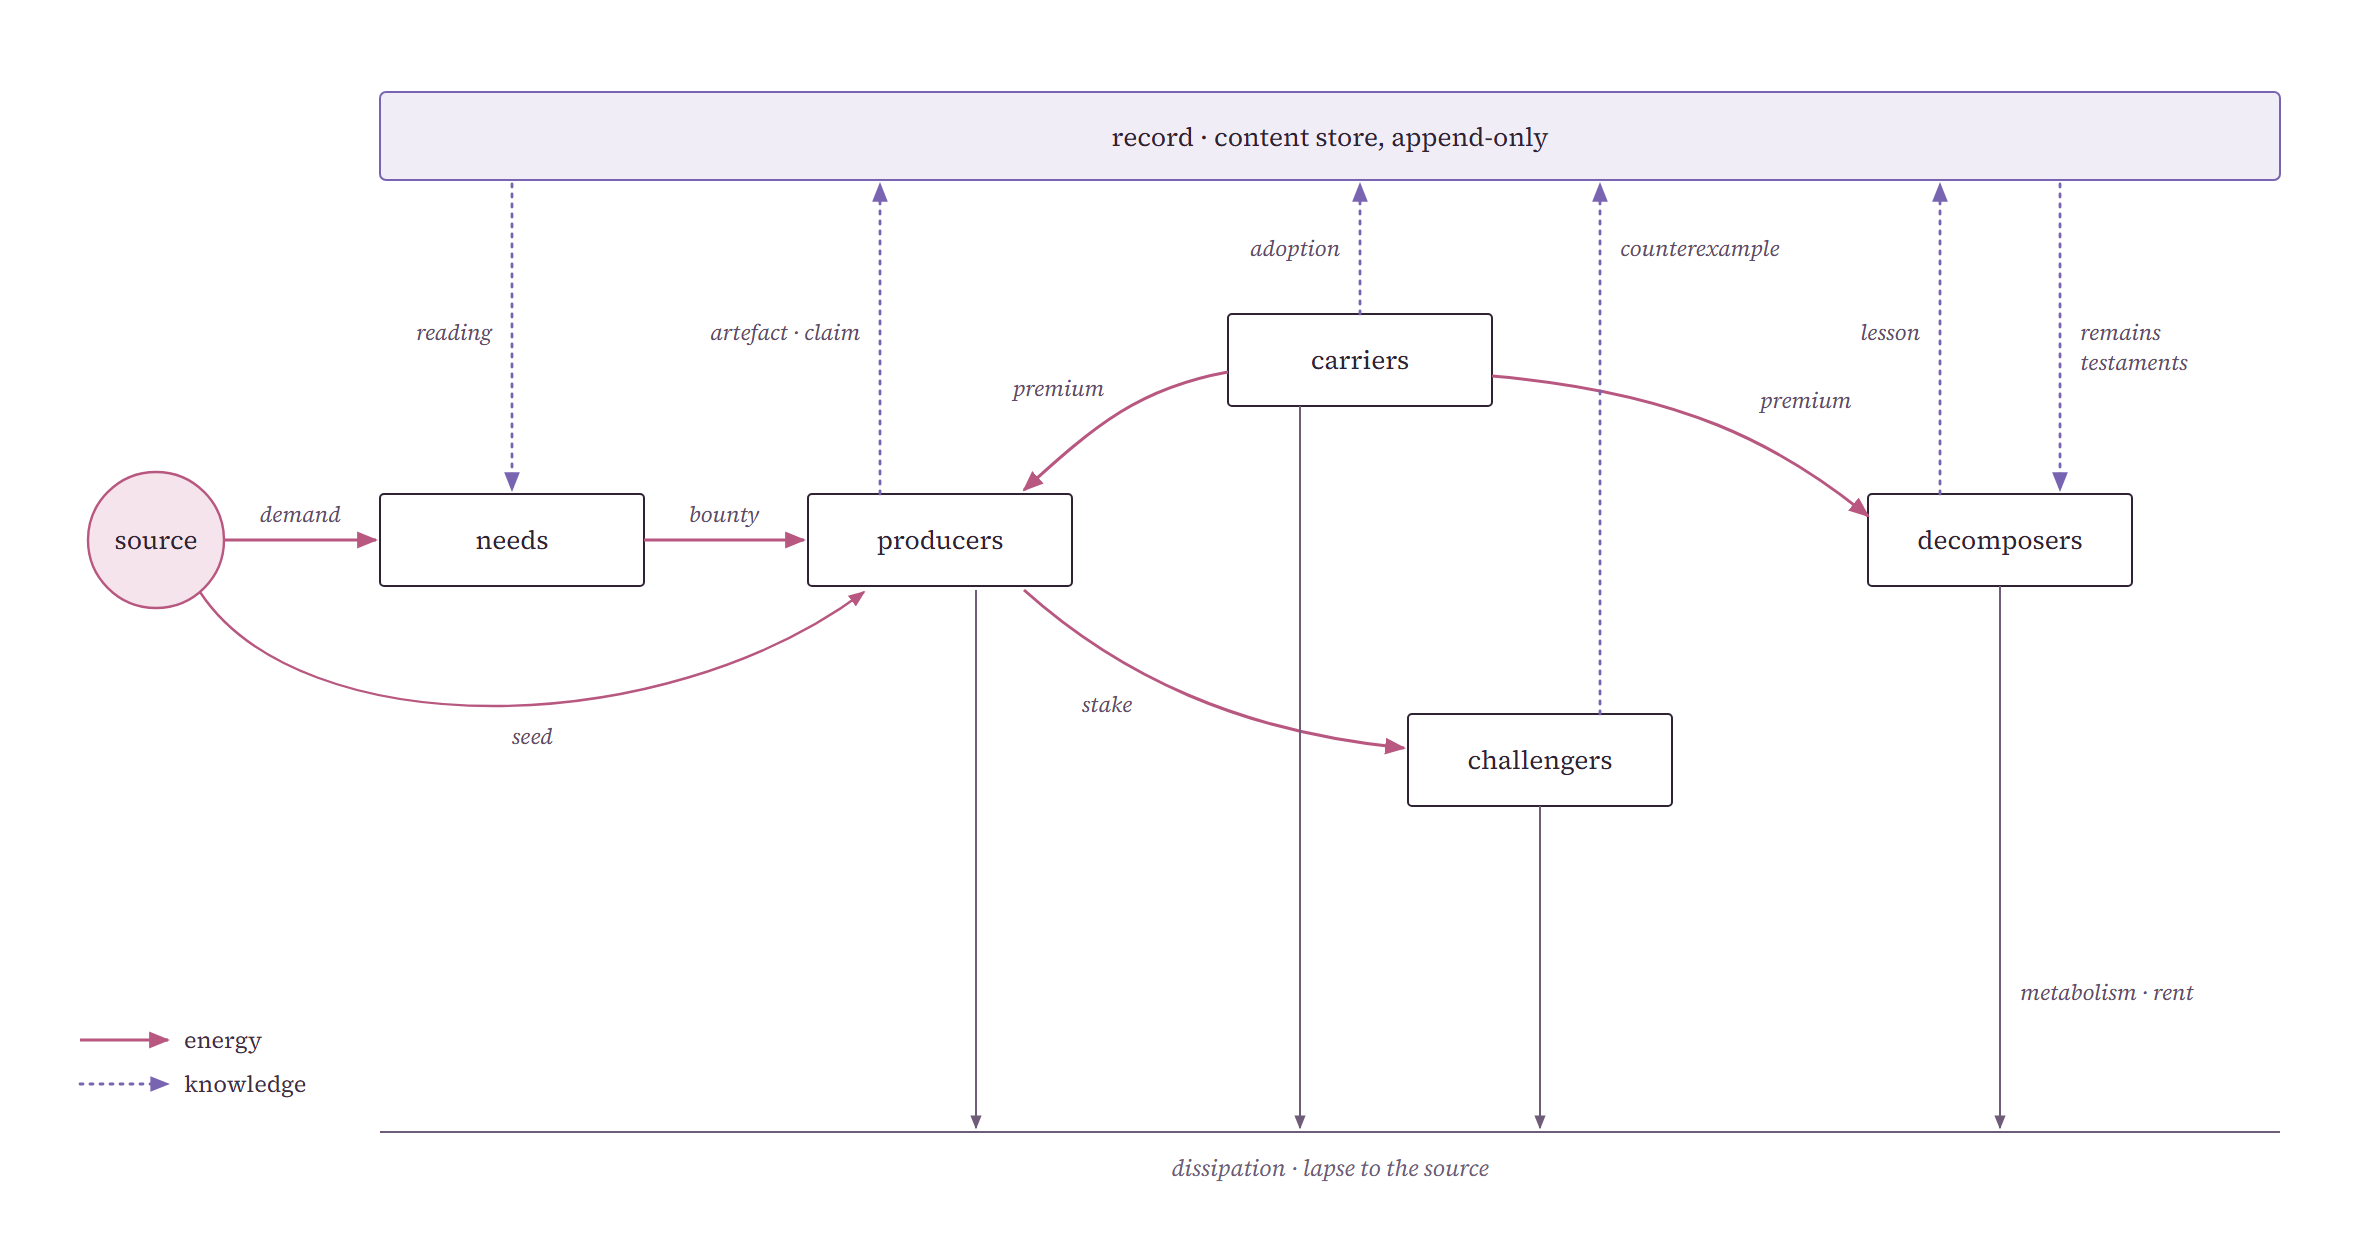 record · content store, append-only
adoption
counterexample
reading
artefact · claim
lesson
remains
testaments
carriers
premium
premium
source
demand
needs
bounty
producers
decomposers
stake
seed
challengers
metabolism · rent
energy
knowledge
dissipation · lapse to the source